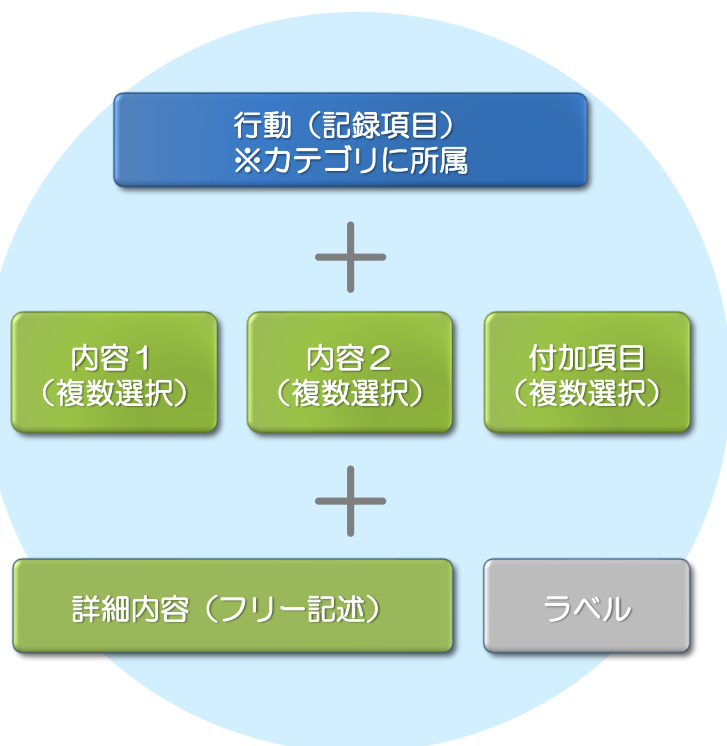 行動（記録項目）
※カテゴリに所属
＋
内容１
（複数選択）
内容２
（複数選択）
付加項目
（複数選択）
＋
詳細内容（フリー記述）
ラベル